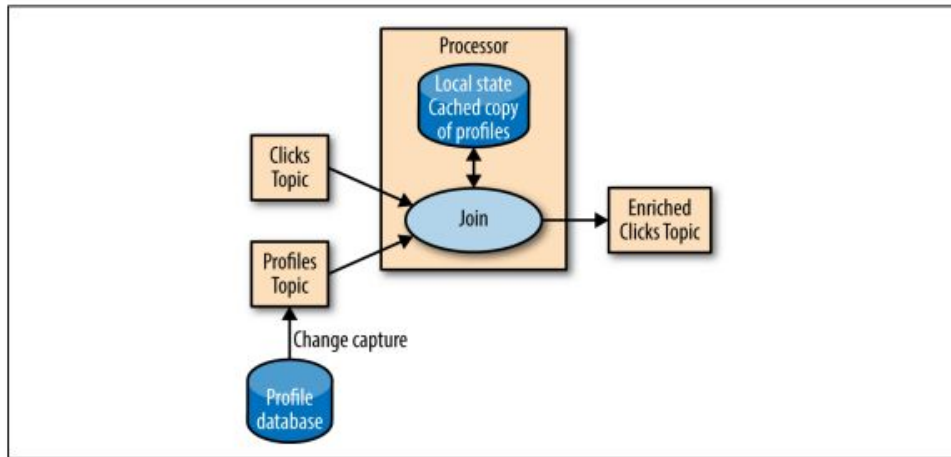 Processor
Local state
Cached copy
of profiles
Clicks
Topic
Join
Enriched
Clicks Topic
Profiles
Topic
Change capture
Profile
database